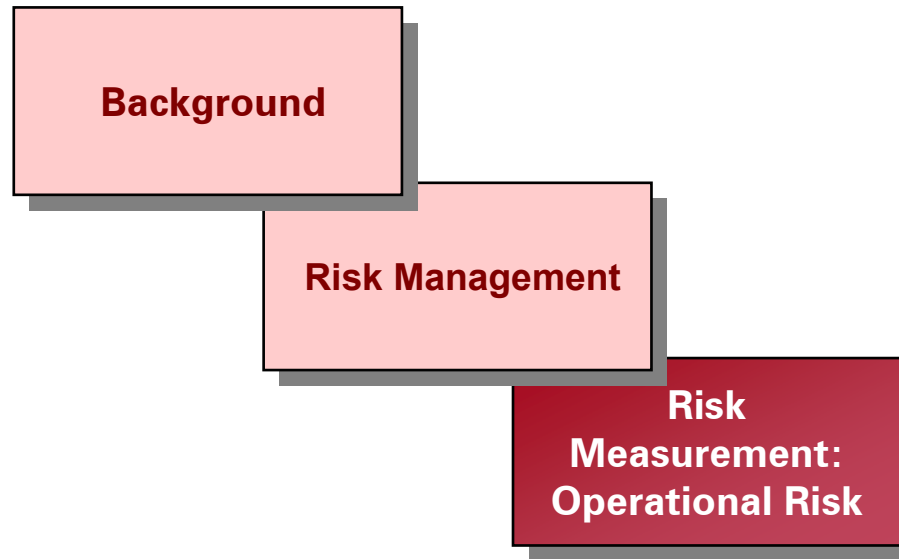 Background
Risk Management
Risk
Measurement:
Operational Risk